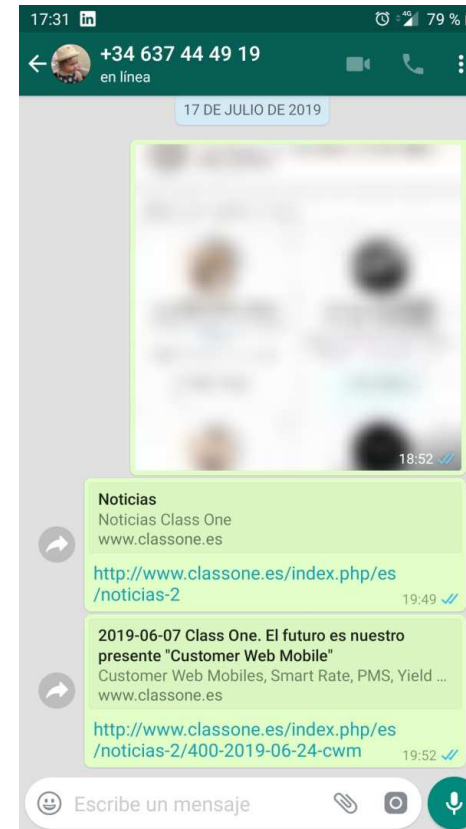 17:31 in 4G 79 %
+34 637 44 49 19
en línea
17 DE JULIO DE 2019
18:52
Noticias
Noticias Class One
www.classone.es
http://www.classone.es/index.php/es
/noticias-2
19:49
2019-06-07 Class One. El futuro es nuestro
presente "Customer Web Mobile"
Customer Web Mobiles, Smart Rate, PMS, Yield ...
www.classone.es
http://www.classone.es/index.php/es
/noticias-2/400-2019-06-24-cwm
19:52
Escribe un mensaje